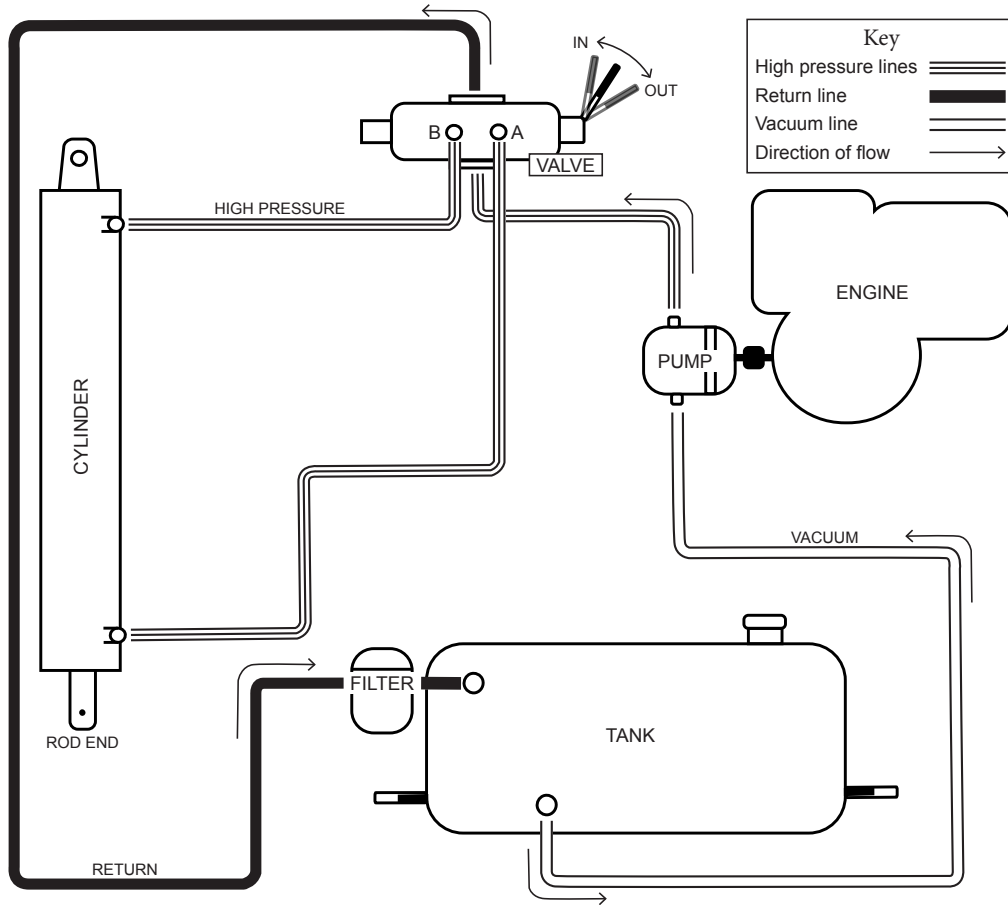 IN
OUT
B
A
VALVE
Key
High pressure lines
Return line
Vacuum line
Direction of flow
HIGH PRESSURE
ENGINE
PUMP
CYLINDER
VACUUM
FILTER
TANK
ROD END
RETURN